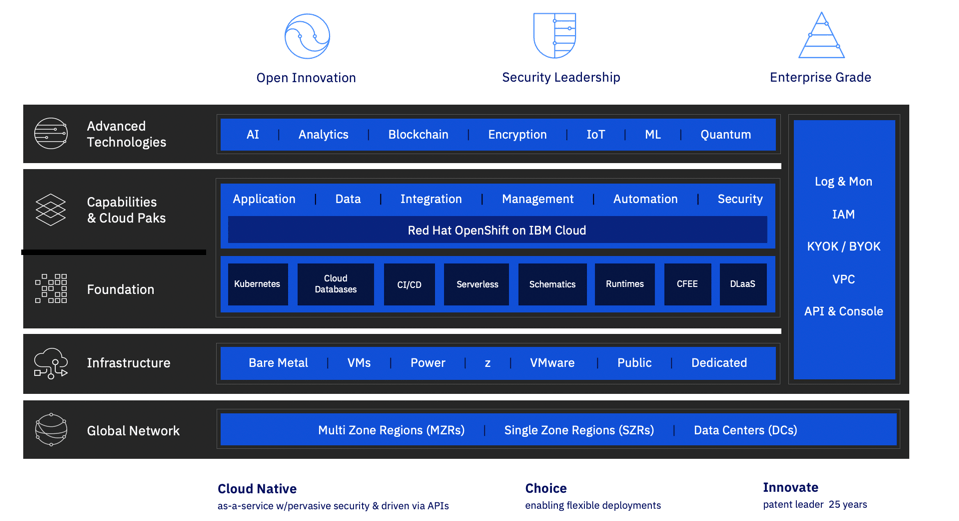 Open Innovation
Security Leadership
Enterprise Grade
Advanced
Technologies
AI | Analytics | Blockchain | Encryption | IoT | ML | Quantum
Capabilities
& Cloud Paks
Application | Data | Integration | Management | Automation | Security
Red Hat OpenShift on IBM Cloud
Foundation
Kubernetes
Cloud
Databases
CI/CD
Serverless
Schematics
Runtimes
CFEE
DLaaS
Infrastructure
Bare Metal | VMs | Power | z | VMware | Public | Dedicated
Log & Mon
IAM
KYOK / BYOK
VPC
API & Console
Global Network
Multi Zone Regions (MZRs) | Single Zone Regions (SZRs) | Data Centers (DCs)
Cloud Native
as-a-service w/pervasive security & driven via APIs
Choice
enabling flexible deployments
Innovate
patent leader 25 years